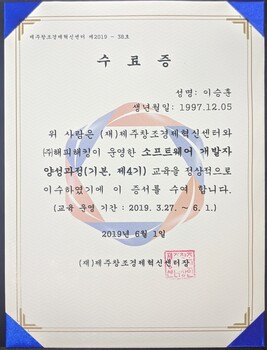 제주창조경제혁신센터 제2019 - 38호
수 료 증
성명: 이승훈
생년월일: 1997.12.05
위 사람은 (재)제주창조경제혁신센터와
㈜해피해킹이 운영한 소프트웨어 개발자
양성과정(기본, 제4기) 교육을 정상적으로
이수하였기에 이 증서를 수여 합니다.
(교육 운영 기간 : 2019. 3.27. ~ 6. 1.)
2019년 6월 1일
(재)제주창조경제혁신센터장